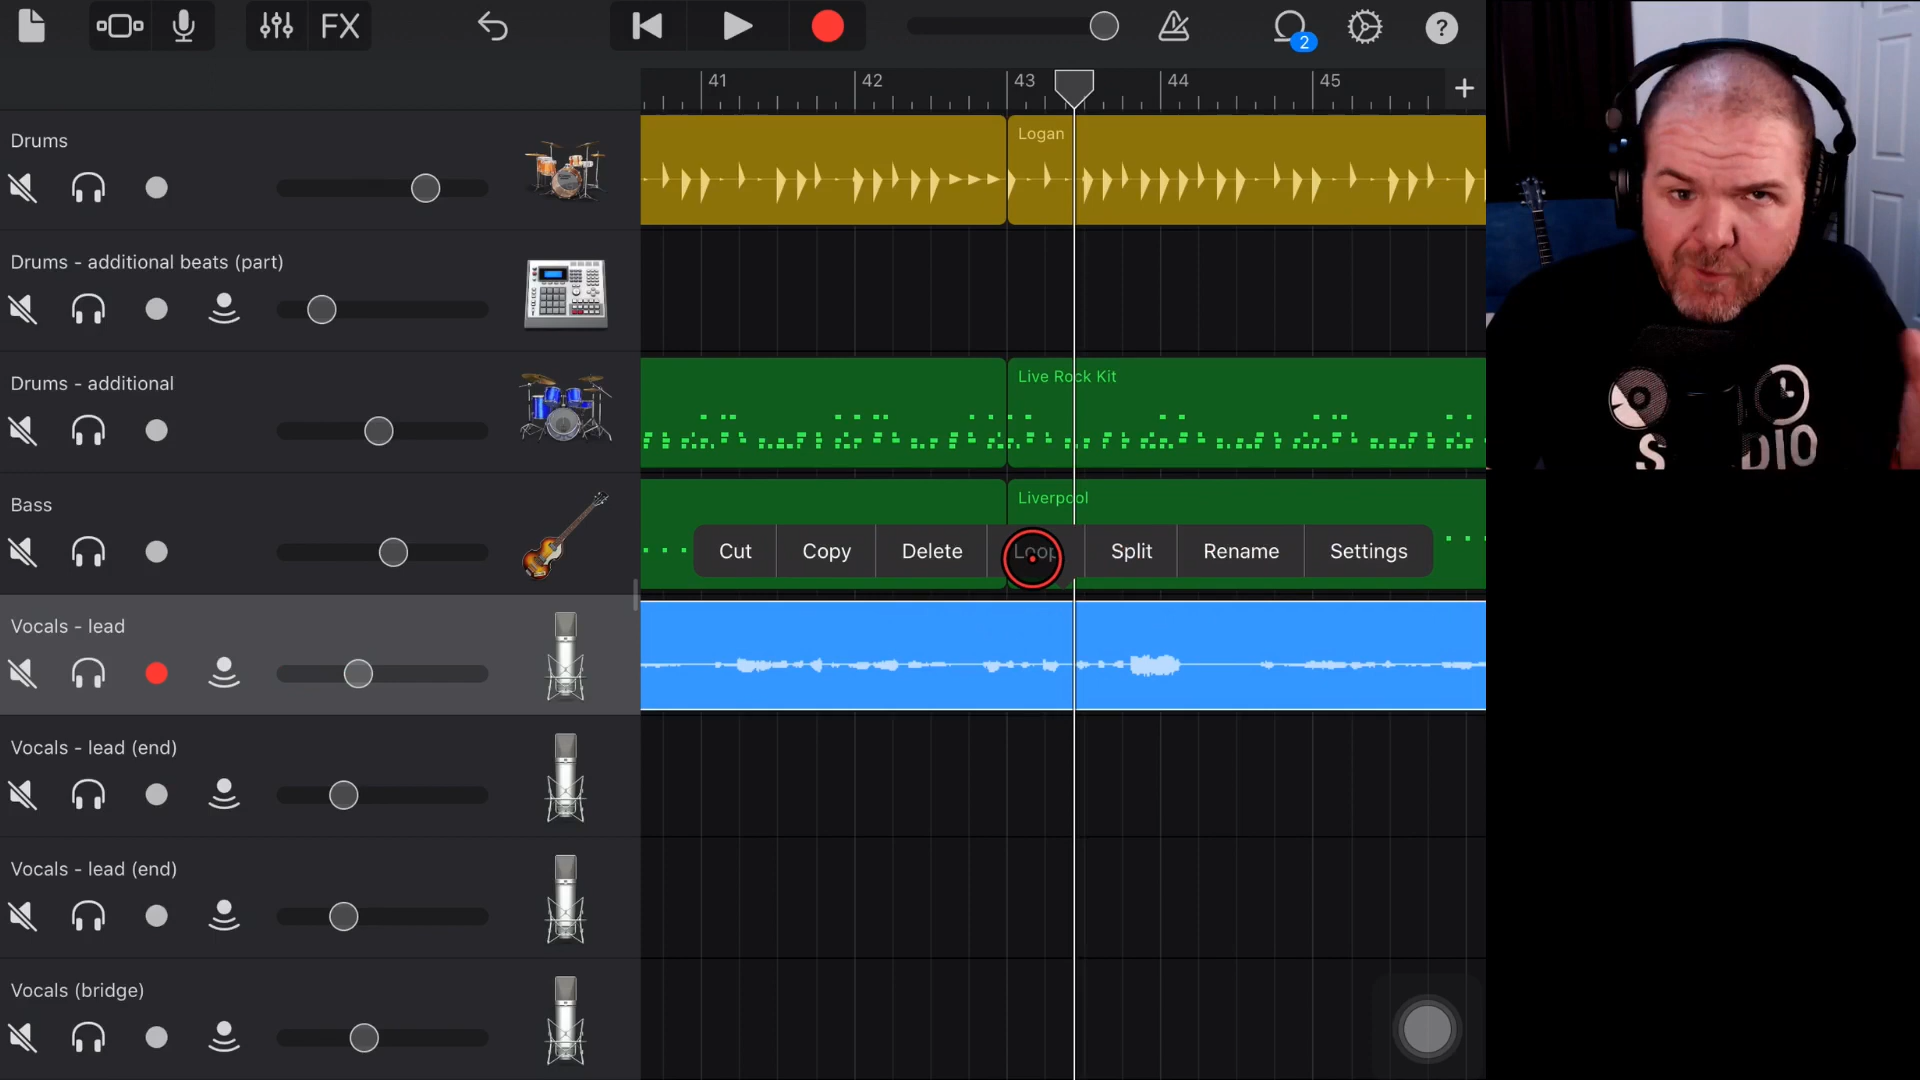 FX
2
?
41 42 43 44 45
+
Drums
Logan
Drums - additional beats (part)
Drums - additional
Live Rock Kit
Bass
Liverpool
Cut Copy Delete Loop Split Rename Settings
Vocals - lead
Vocals - lead (end)
Vocals - lead (end)
Vocals (bridge)